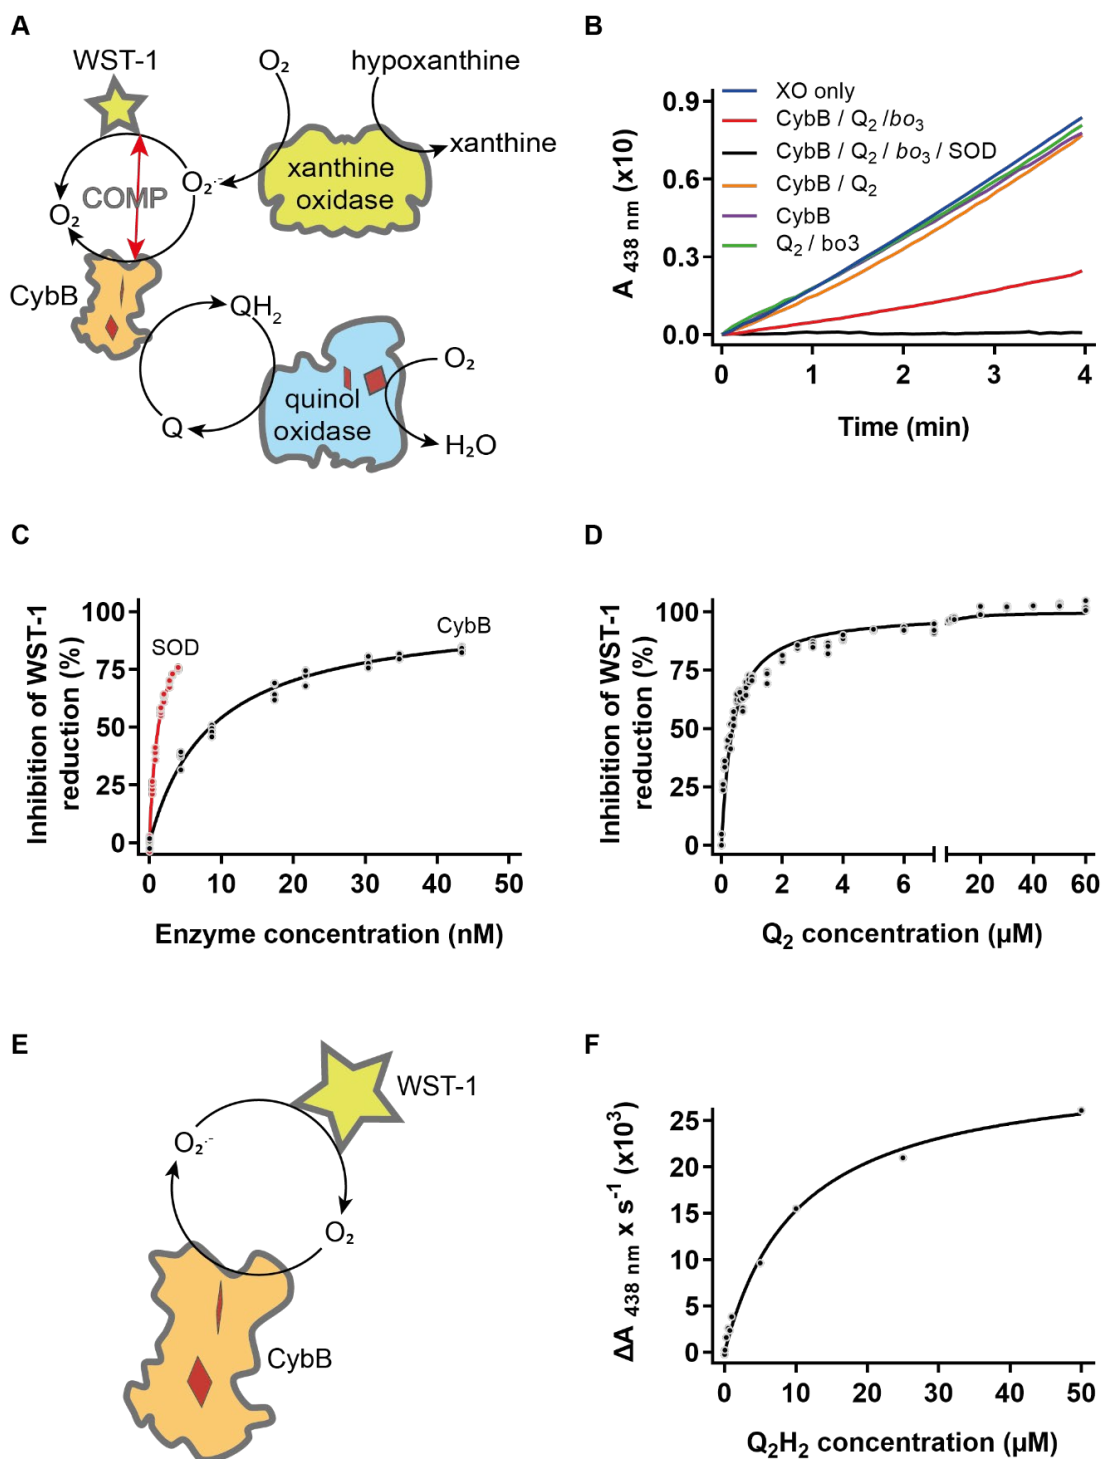 A
WST-1
O₂
hypoxanthine
xanthine
xanthine
oxidase
O₂·⁻
COMP
O₂
CybB
QH₂
O₂
quinol
oxidase
Q
H₂O
B
XO only
CybB / Q₂ /bo₃
CybB / Q₂ / bo₃ / SOD
CybB / Q₂
CybB
Q₂ / bo3
A 438 nm (x10)
0.9
0.6
0.3
0.0
0 1 2 3 4
Time (min)
C
Inhibition of WST-1
reduction (%)
100
75
50
25
0
SOD
CybB
0 10 20 30 40 50
Enzyme concentration (nM)
D
Inhibition of WST-1
reduction (%)
100
75
50
25
0
0 2 4 6 20 40 60
Q₂ concentration (µM)
E
WST-1
O₂·⁻
O₂
CybB
F
ΔA 438 nm x s⁻¹ (x10³)
25
20
15
10
5
0
0 10 20 30 40 50
Q₂H₂ concentration (µM)